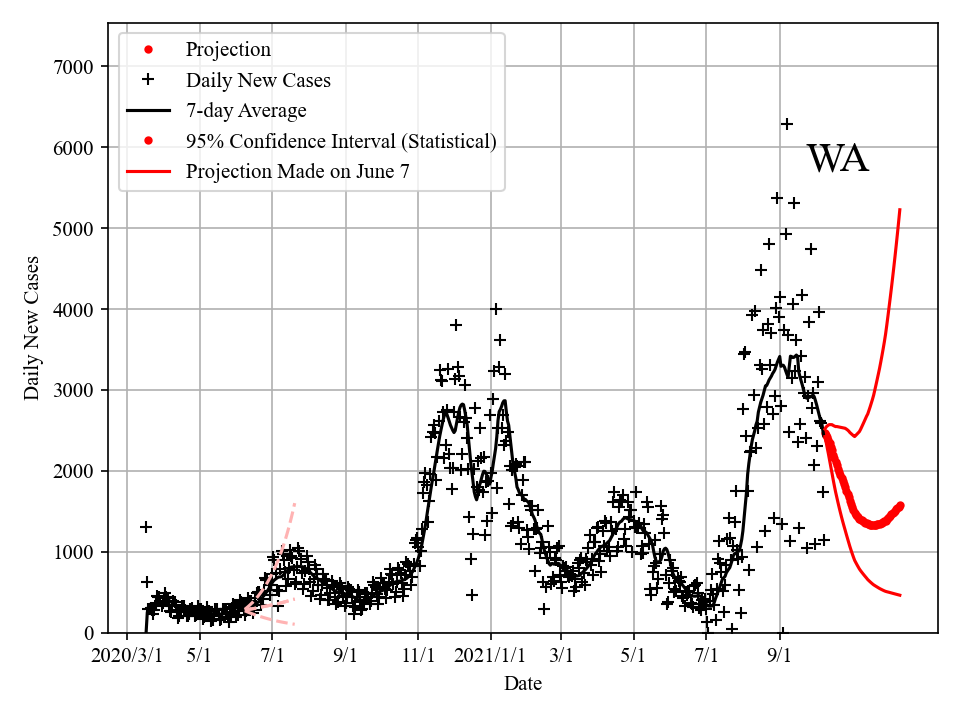 Projection
Daily New Cases
7-day Average
95% Confidence Interval (Statistical)
Projection Made on June 7
WA
7000
6000
5000
4000
3000
2000
1000
0
Daily New Cases
2020/3/1 5/1 7/1 9/1 11/1 2021/1/1 3/1 5/1 7/1 9/1
Date